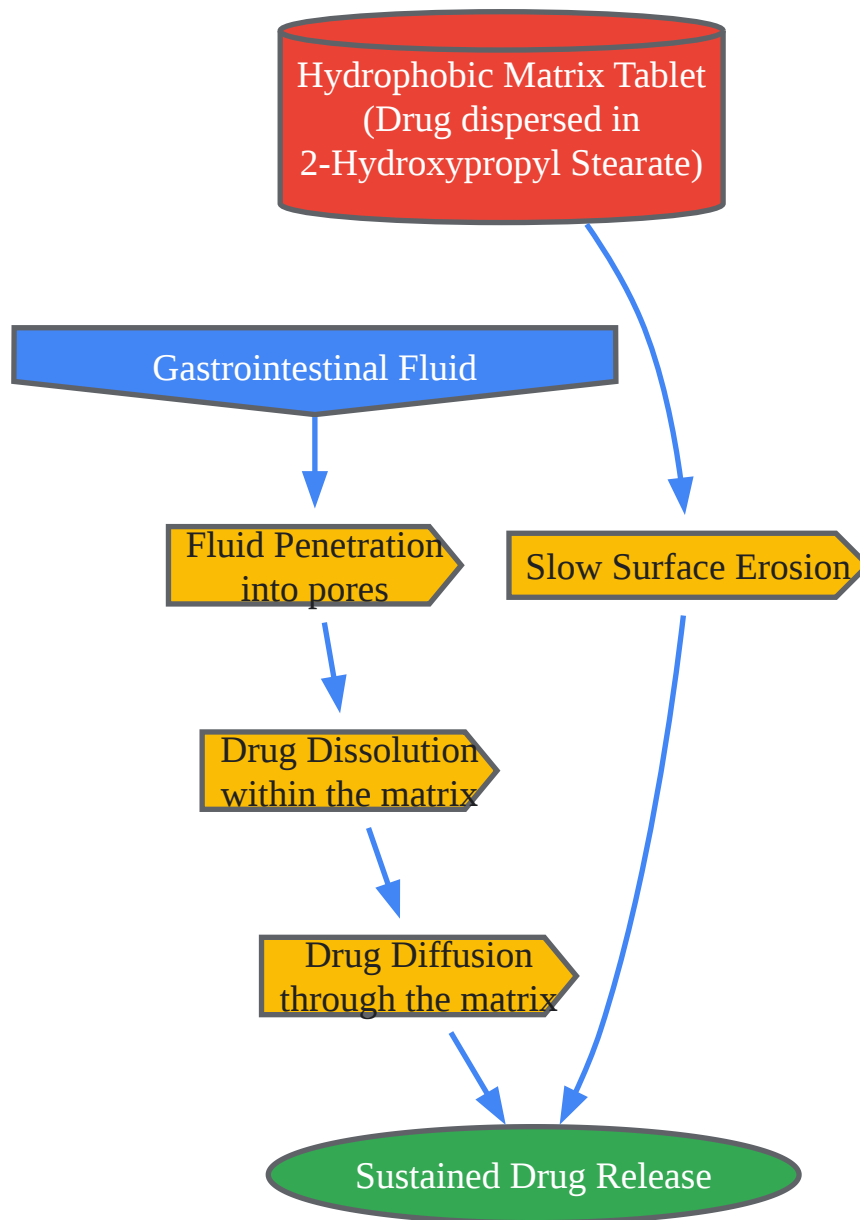 Hydrophobic Matrix Tablet
(Drug dispersed in
2-Hydroxypropyl Stearate)
Gastrointestinal Fluid
Fluid Penetration
into pores
Slow Surface Erosion
Drug Dissolution
within the matrix
Drug Diffusion
through the matrix
Sustained Drug Release